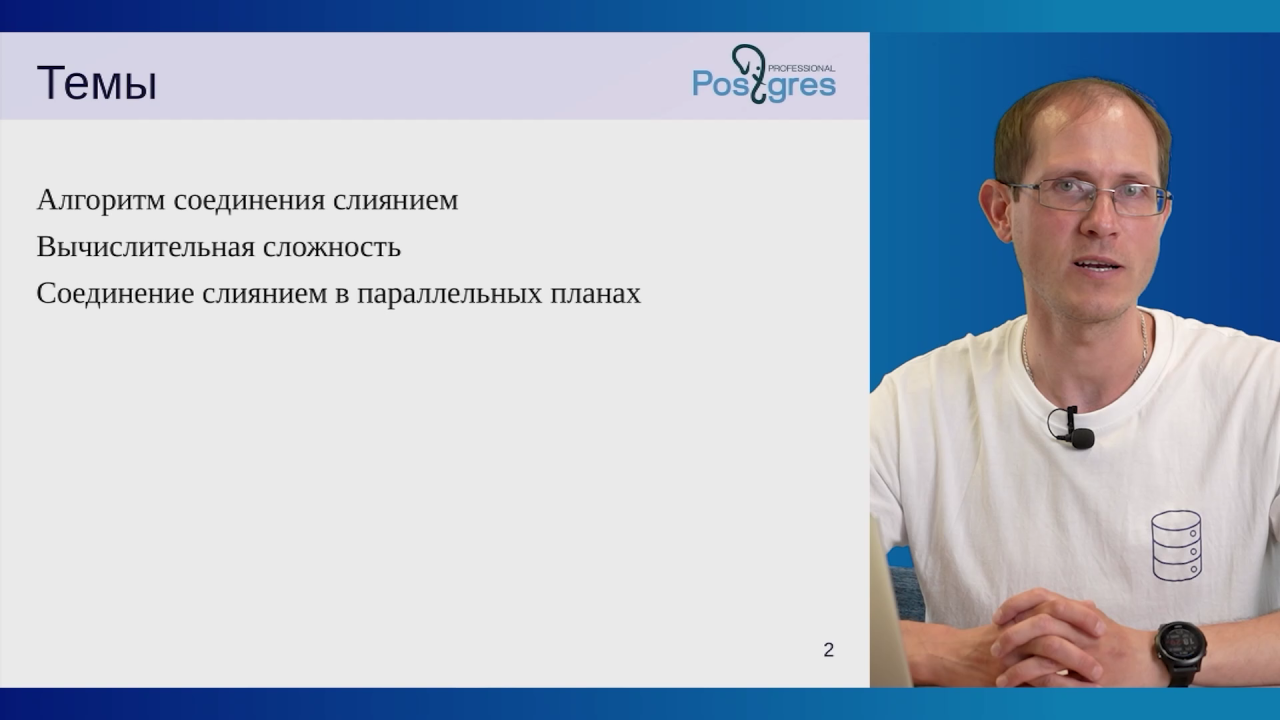 Темы
PROFESSIONAL
Postgres
Алгоритм соединения слиянием
Вычислительная сложность
Соединение слиянием в параллельных планах
2